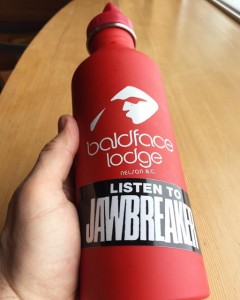 baldface
lodge
NELSON B.C.
LISTEN TO
JAWBREAKER